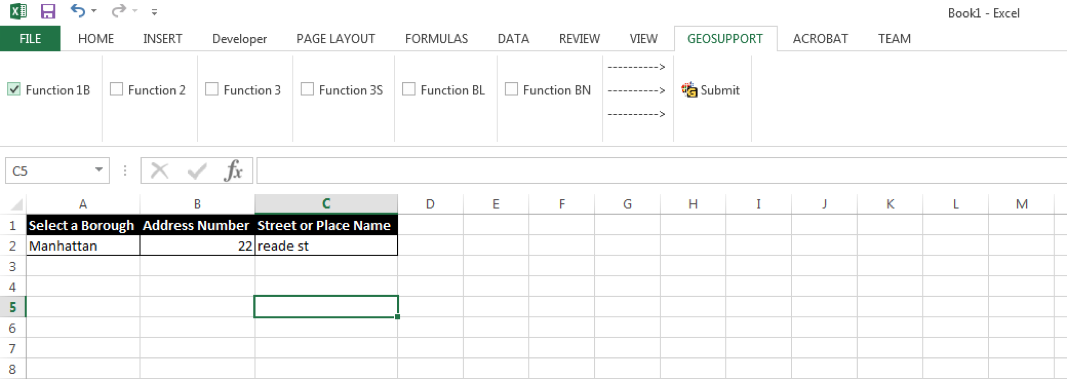 Book1 - Excel
FILE HOME INSERT Developer PAGE LAYOUT FORMULAS DATA REVIEW VIEW GEOSUPPORT ACROBAT TEAM
---------->
Function 1B Function 2 Function 3 Function 3S Function BL Function BN ----------> Submit
---------->
C5 fx
A B C D E F G H I J K L M
1 Select a Borough Address Number Street or Place Name
2 Manhattan 22 reade st
3
4
5
6
7
8